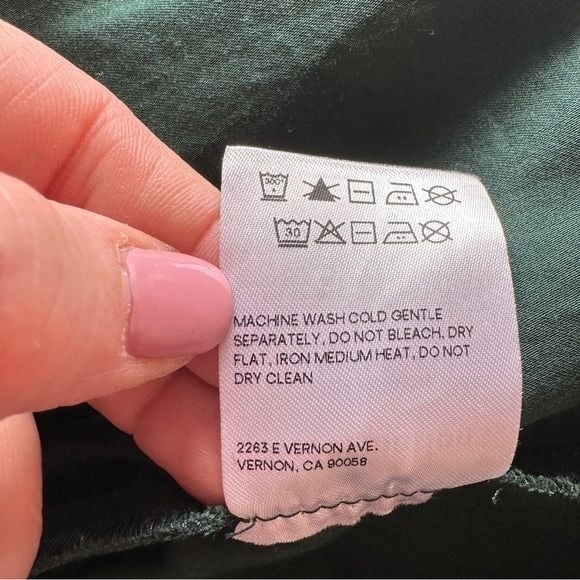 30
MACHINE WASH COLD GENTLE
SEPARATELY, DO NOT BLEACH, DRY
FLAT, IRON MEDIUM HEAT, DO NOT
DRY CLEAN
2263 E VERNON AVE.
VERNON, CA 90058